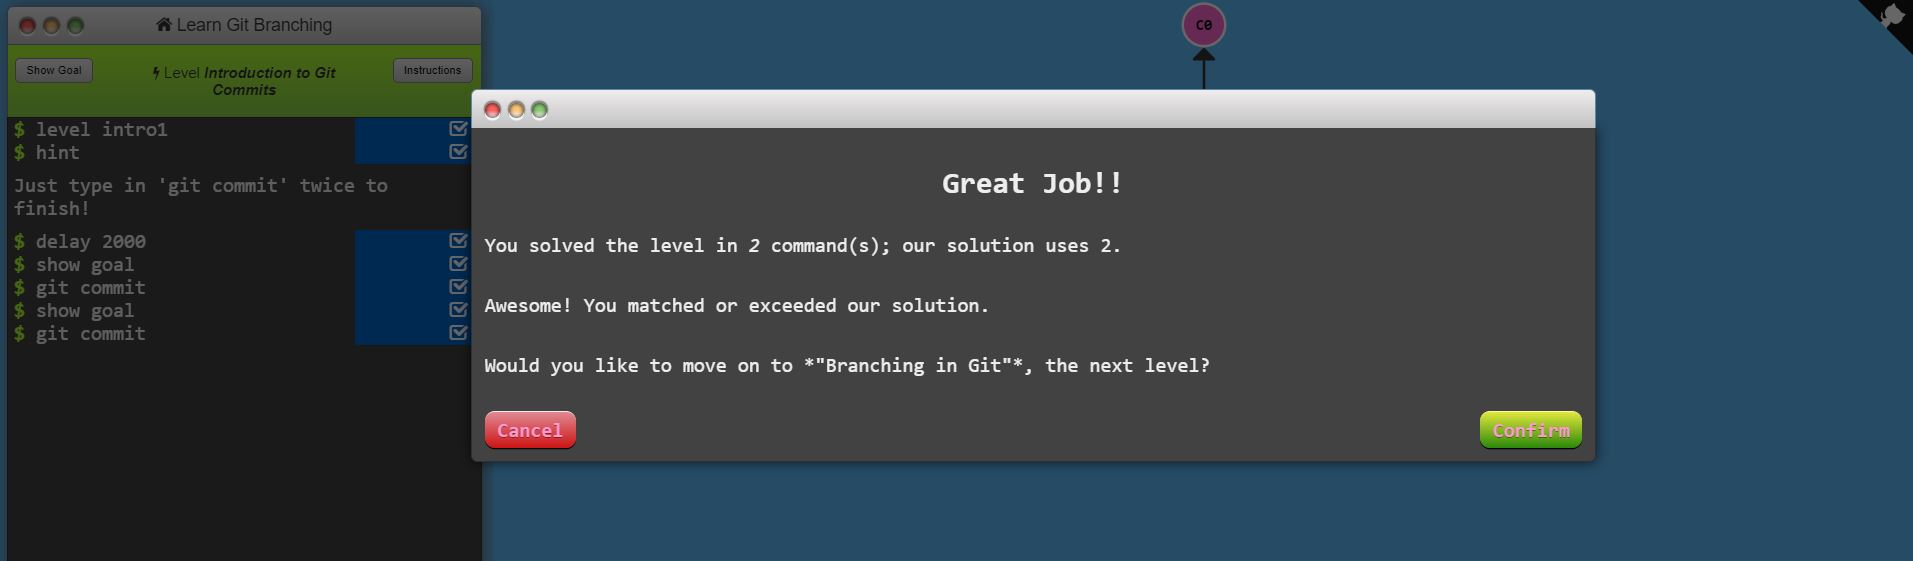 Learn Git Branching
Show Goal
Level Introduction to Git
Commits
Instructions
$ level intro1
$ hint
Just type in 'git commit' twice to
finish!
$ delay 2000
$ show goal
$ git commit
$ show goal
$ git commit
C0
Great Job!!
You solved the level in 2 command(s); our solution uses 2.
Awesome! You matched or exceeded our solution.
Would you like to move on to *"Branching in Git"*, the next level?
Cancel
Confirm